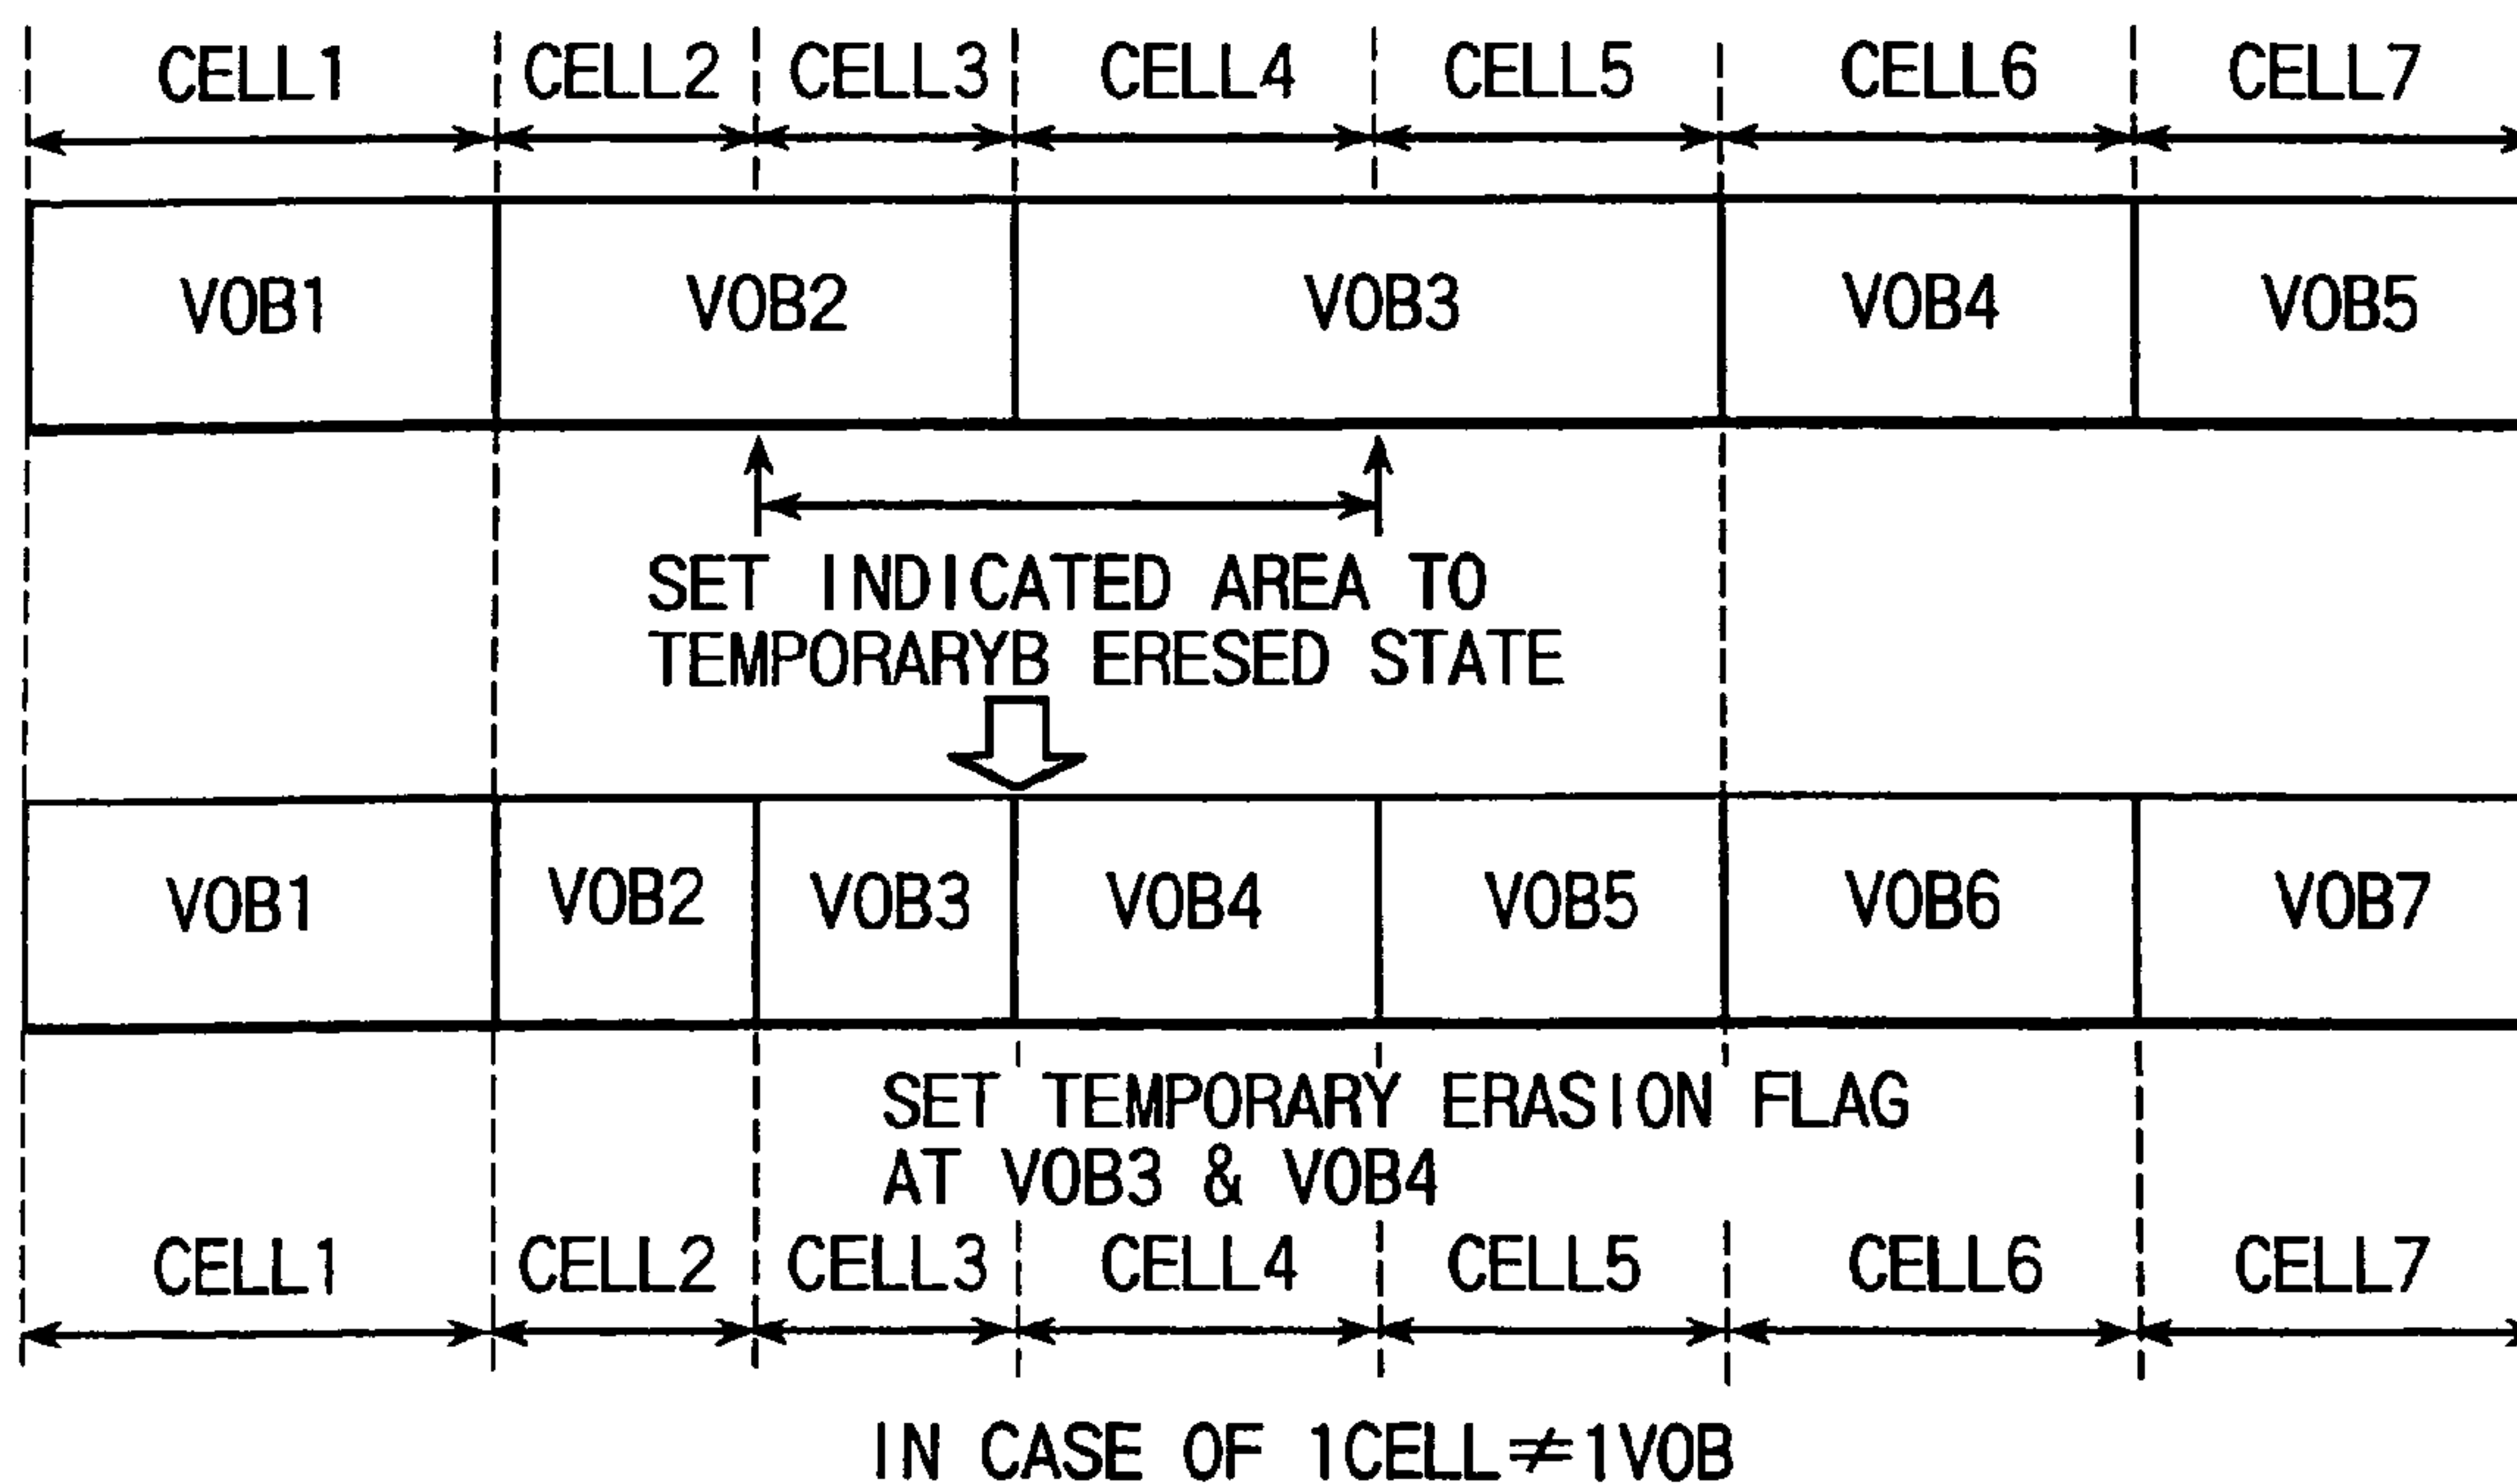 CELL1 CELL2 CELL3 CELL4 CELL5 CELL6 CELL7
VOB1 VOB2 VOB3 VOB4 VOB5
SET INDICATED AREA TO
TEMPORARYB ERESED STATE
VOB1 VOB2 VOB3 VOB4 VOB5 VOB6 VOB7
SET TEMPORARY ERASION FLAG
AT VOB3 & VOB4
CELL1 CELL2 CELL3 CELL4 CELL5 CELL6 CELL7
IN CASE OF 1CELL≠1VOB